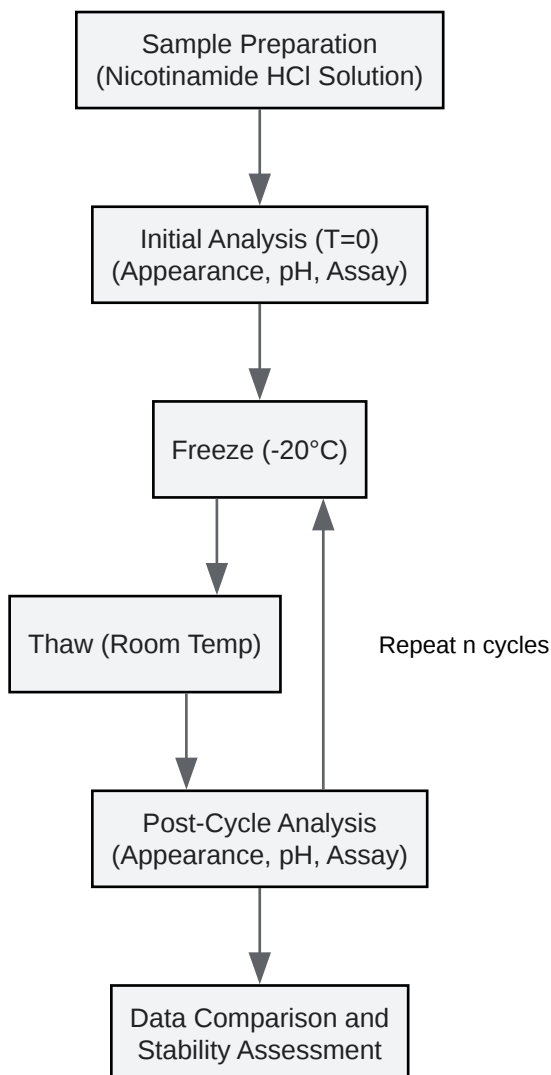 Sample Preparation
(Nicotinamide HCl Solution)
Initial Analysis (T=0)
(Appearance, pH, Assay)
Freeze (-20°C)
Thaw (Room Temp)
Repeat n cycles
Post-Cycle Analysis
(Appearance, pH, Assay)
Data Comparison and
Stability Assessment